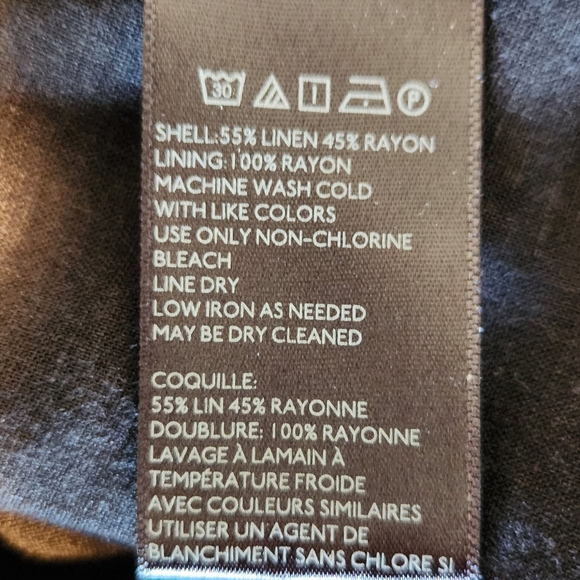 30 P
SHELL:55% LINEN 45% RAYON
LINING:100% RAYON
MACHINE WASH COLD
WITH LIKE COLORS
USE ONLY NON-CHLORINE
BLEACH
LINE DRY
LOW IRON AS NEEDED
MAY BE DRY CLEANED
COQUILLE:
55% LIN 45% RAYONNE
DOUBLURE: 100% RAYONNE
LAVAGE À LAMAIN À
TEMPÉRATURE FROIDE
AVEC COULEURS SIMILAIRES
UTILISER UN AGENT DE
BLANCHIMENT SANS CHLORE SI